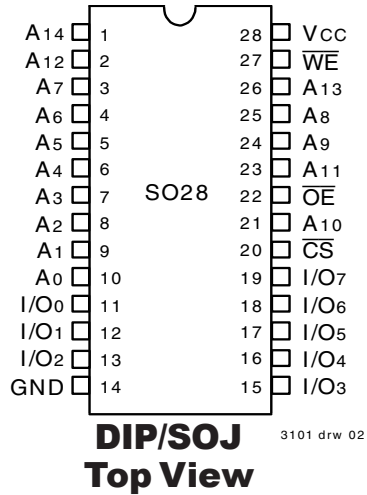 A14 1 28 VCC
A12 2 27 W̅E̅
A7 3 26 A13
A6 4 25 A8
A5 5 24 A9
A4 6 23 A11
A3 7 SO28 22 O̅E̅
A2 8 21 A10
A1 9 20 C̅S̅
A0 10 19 I/O7
I/O0 11 18 I/O6
I/O1 12 17 I/O5
I/O2 13 16 I/O4
GND 14 15 I/O3
DIP/SOJ 3101 drw 02
Top View